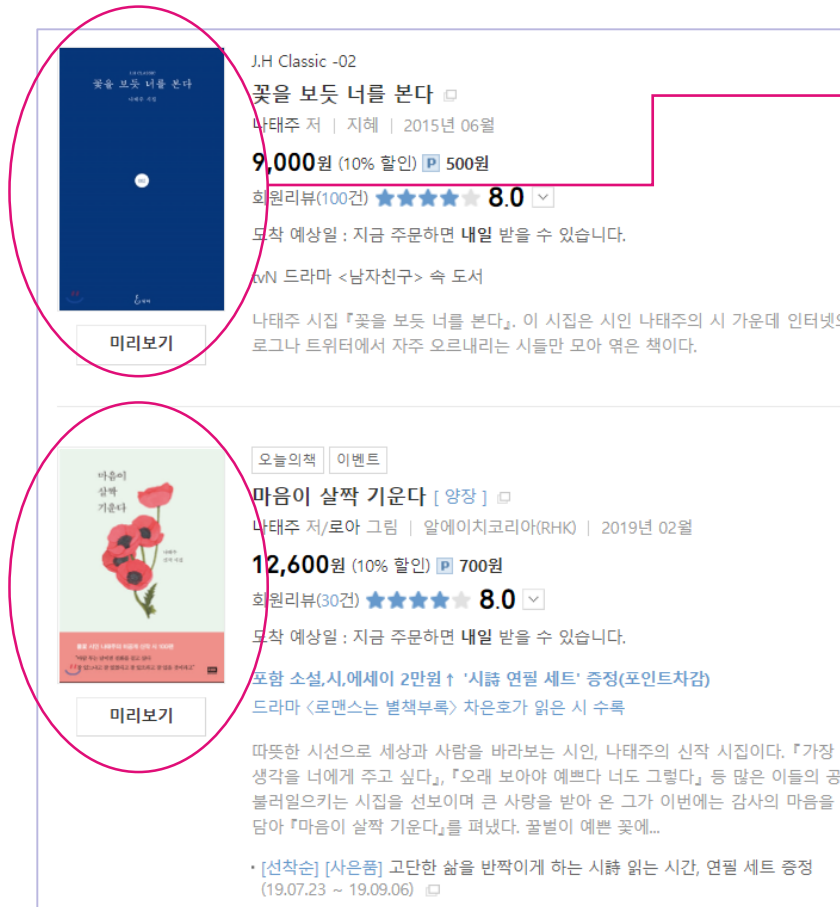 J.H Classic -02
꽃을 보듯 너를 본다
나태주 저 | 지혜 | 2015년 06월
9,000원 (10% 할인) P 500원
회원리뷰(100건) 8.0
도착 예상일 : 지금 주문하면 내일 받을 수 있습니다.
tvN 드라마 <남자친구> 속 도서
나태주 시집 『꽃을 보듯 너를 본다』. 이 시집은 시인 나태주의 시 가운데 인터넷의
로그나 트위터에서 자주 오르내리는 시들만 모아 엮은 책이다.
J.H CLASSIC
꽃을 보듯 너를 본다
나태주 시집
지혜
미리보기
오늘의책 이벤트
마음이 살짝 기운다 [ 양장 ]
나태주 저/로아 그림 | 알에이치코리아(RHK) | 2019년 02월
12,600원 (10% 할인) P 700원
회원리뷰(30건) 8.0
도착 예상일 : 지금 주문하면 내일 받을 수 있습니다.
포함 소설,시,에세이 2만원↑ '시詩 연필 세트' 증정(포인트차감)
드라마 〈로맨스는 별책부록〉 차은호가 읽은 시 수록
따뜻한 시선으로 세상과 사람을 바라보는 시인, 나태주의 신작 시집이다. 『가장
생각을 너에게 주고 싶다』, 『오래 보아야 예쁘다 너도 그렇다』 등 많은 이들의 공
불러일으키는 시집을 선보이며 큰 사랑을 받아 온 그가 이번에는 감사의 마음을
담아 『마음이 살짝 기운다』를 펴냈다. 꿀벌이 예쁜 꽃에...
· [선착순] [사은품] 고단한 삶을 반짝이게 하는 시詩 읽는 시간, 연필 세트 증정
(19.07.23 ~ 19.09.06)
마음이
살짝
기운다
나태주
신작 시집
미리보기